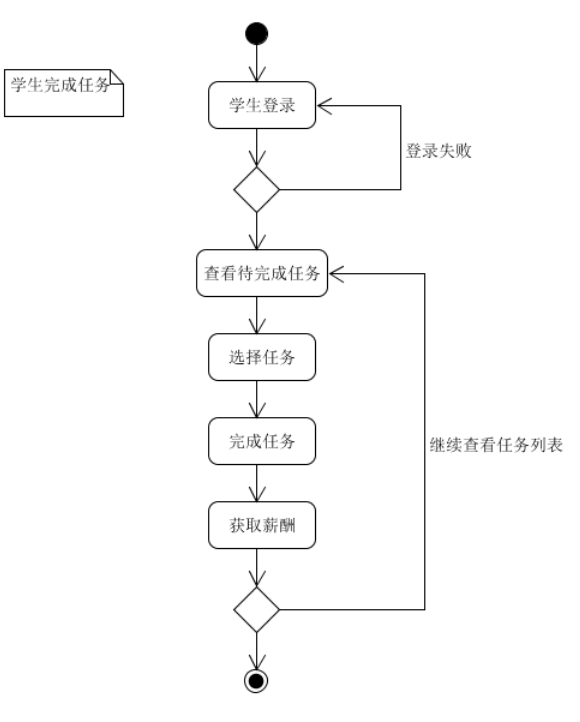 学生完成任务
学生登录
登录失败
查看待完成任务
选择任务
完成任务
继续查看任务列表
获取薪酬